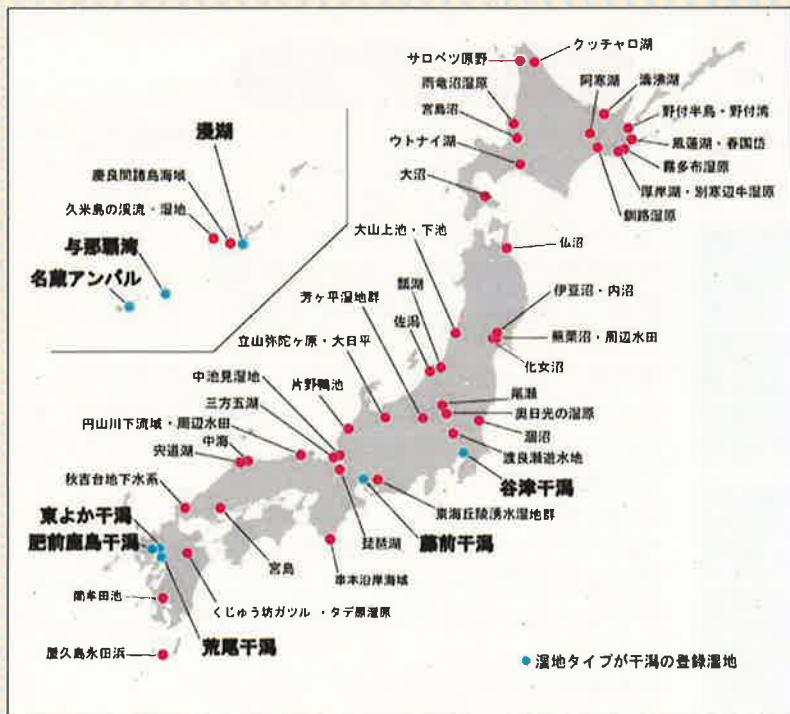 サロベツ原野
クッチャロ湖
雨竜沼湿原
阿寒湖
濤沸湖
宮島沼
野付半島・野付湾
漫湖
ウトナイ湖
風蓮湖・春国岱
霧多布湿原
慶良間諸島海域
大沼
厚岸湖・別寒辺牛湿原
久米島の渓流・湿地
釧路湿原
大山上池・下池
仏沼
与那覇湾
名蔵アンパル
瓢湖
伊豆沼・内沼
芳ヶ平湿地群
佐潟
蕪栗沼・周辺水田
立山弥陀ヶ原・大日平
化女沼
中池見湿地
片野鴨池
尾瀬
三方五湖
奥日光の湿原
円山川下流域・周辺水田
涸沼
中海
宍道湖
渡良瀬遊水地
秋吉台地下水系
谷津干潟
東よか干潟
東海丘陵湧水湿地群
肥前鹿島干潟
琵琶湖
藤前干潟
宮島
串本沿岸海域
藺牟田池
くじゅう坊ガツル・タデ原湿原
荒尾干潟
屋久島永田浜
湿地タイプが干潟の登録湿地